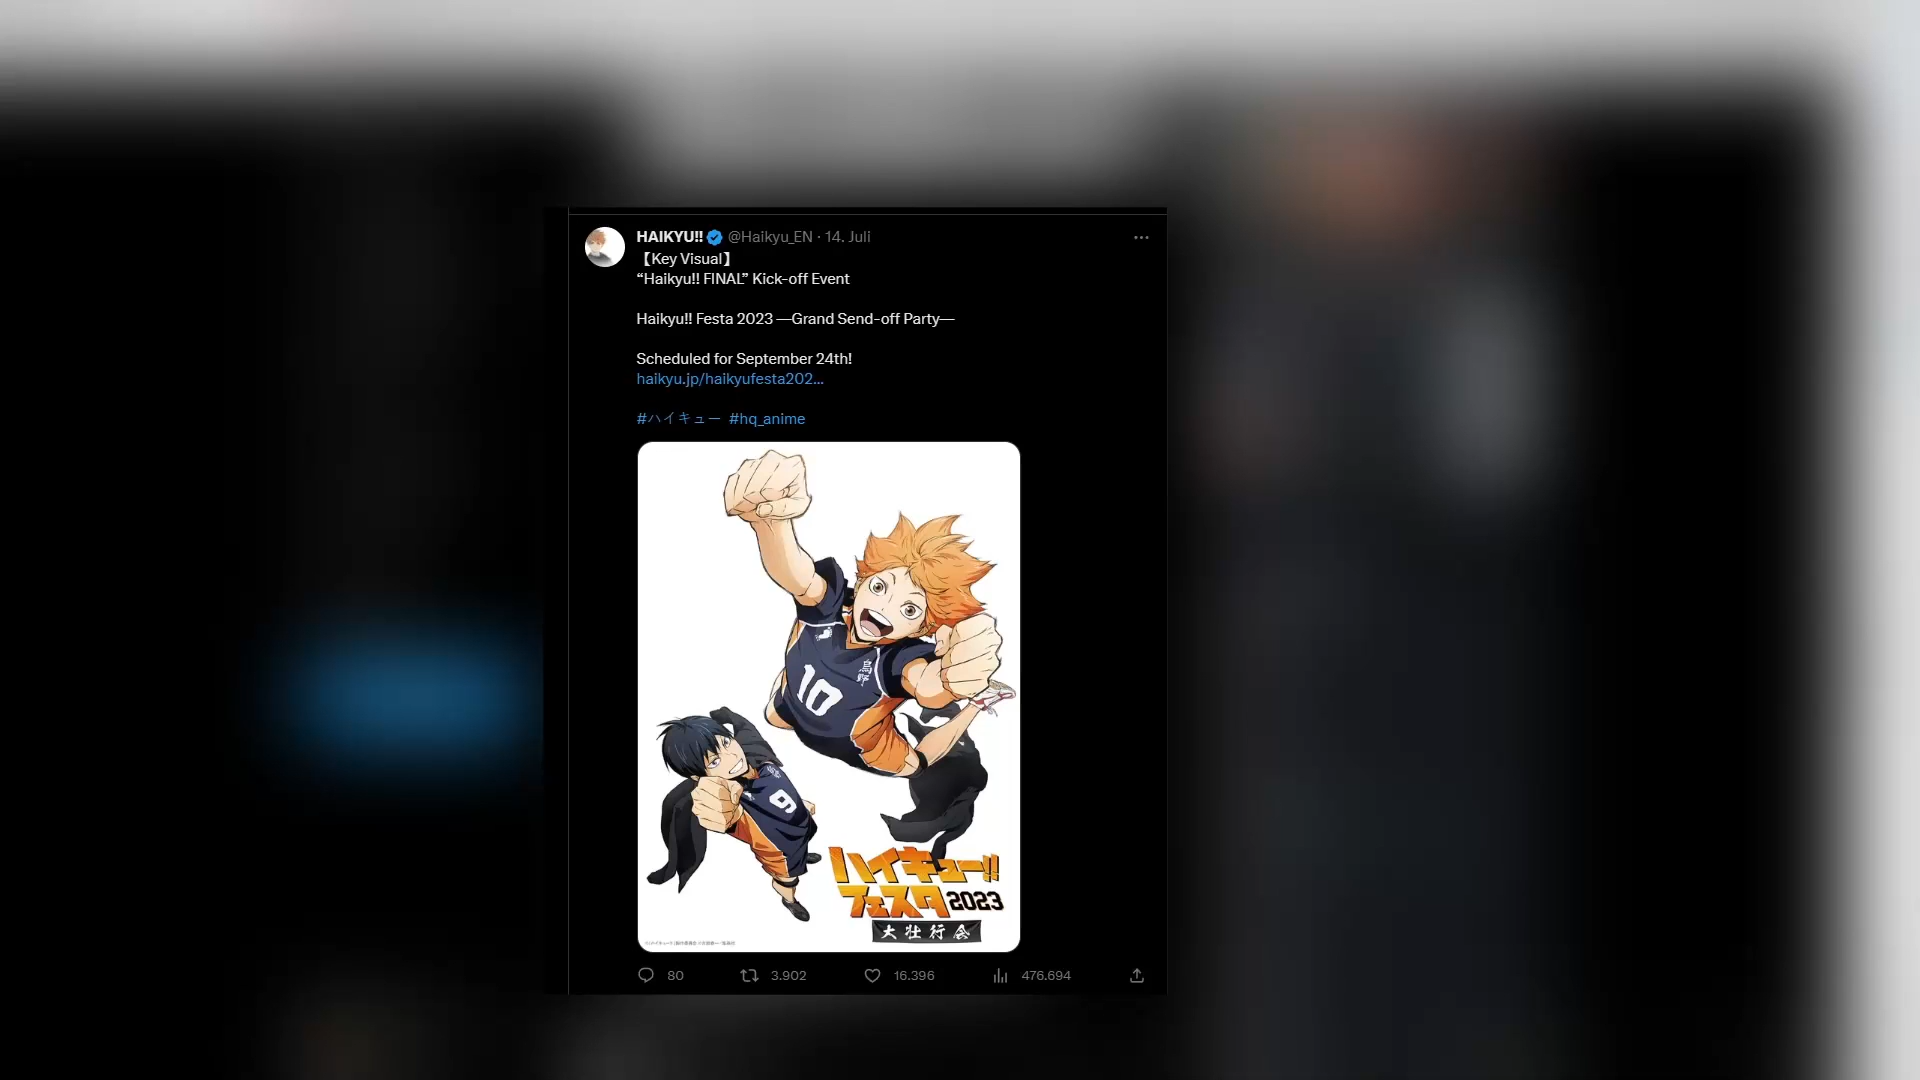 HAIKYU!! @Haikyu_EN · 14. Juli
【Key Visual】
“Haikyu!! FINAL” Kick-off Event
Haikyu!! Festa 2023 —Grand Send-off Party—
Scheduled for September 24th!
haikyu.jp/haikyufesta202...
#ハイキュー #hq_anime
10
烏野
9
ハイキュー!!
フェスタ2023
大壮行会
80 3.902 16.396 476.694